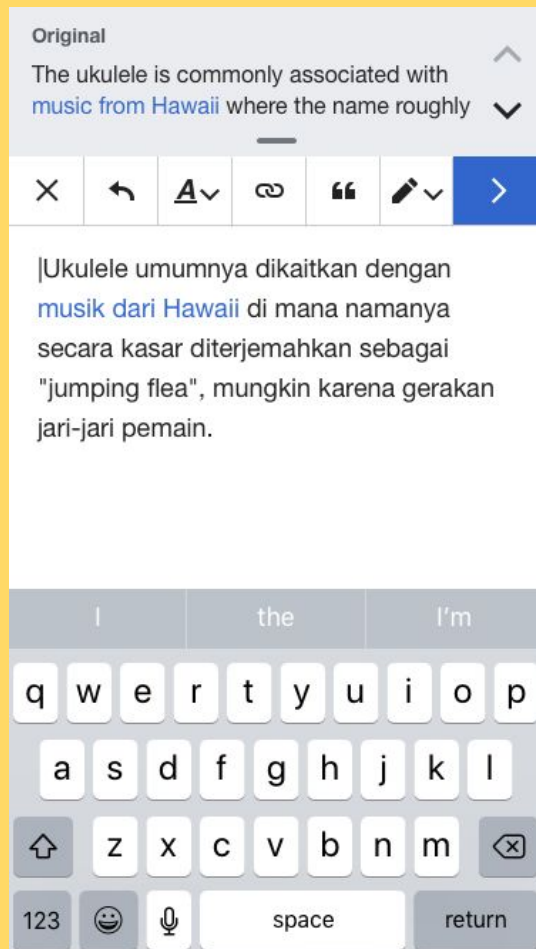 Original
The ukulele is commonly associated with
music from Hawaii where the name roughly
A
Ukulele umumnya dikaitkan dengan
musik dari Hawaii di mana namanya
secara kasar diterjemahkan sebagai
"jumping flea", mungkin karena gerakan
jari-jari pemain.
I the I'm
q w e r t y u i o p
a s d f g h j k l
z x c v b n m
123 space return